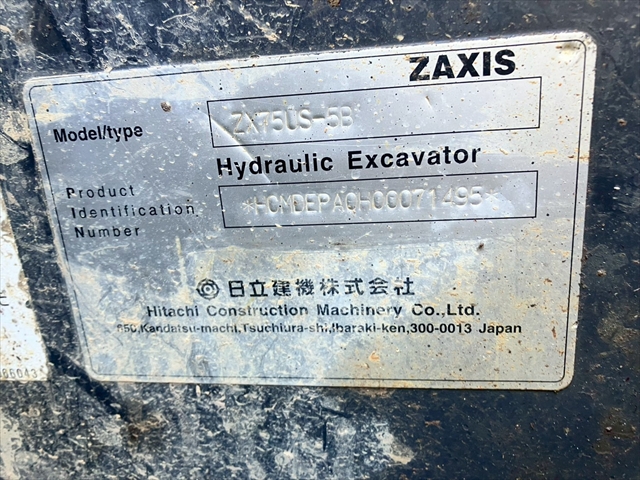 ZAXIS
Model/type ZX75US-5B
Hydraulic Excavator
Product
Identification
Number
*HCMDEPA0H00071495*
日立建機株式会社
Hitachi Construction Machinery Co.,Ltd.
650,Kandatsu-machi,Tsuchiura-shi,Ibaraki-ken,300-0013 Japan